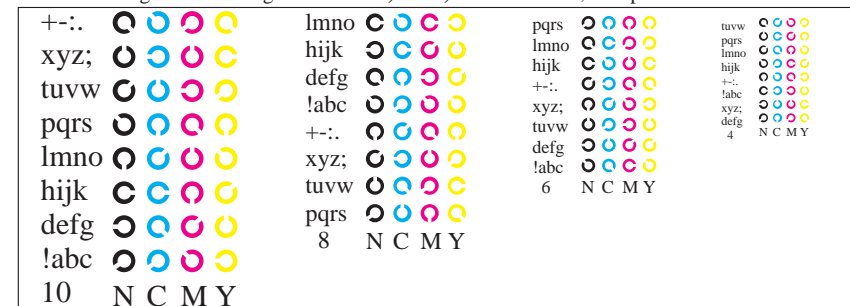 +-:.
xyz;
tuvw
pqrs
lmno
hijk
defg
!abc
10 N C M Y
lmno
hijk
defg
!abc
+-:.
xyz;
tuvw
pqrs
8 N C M Y
pqrs
lmno
hijk
+-:.
xyz;
tuvw
defg
!abc
6 N C M Y
tuvw
pqrs
lmno
hijk
+-:.
!abc
xyz;
defg
4 N C M Y